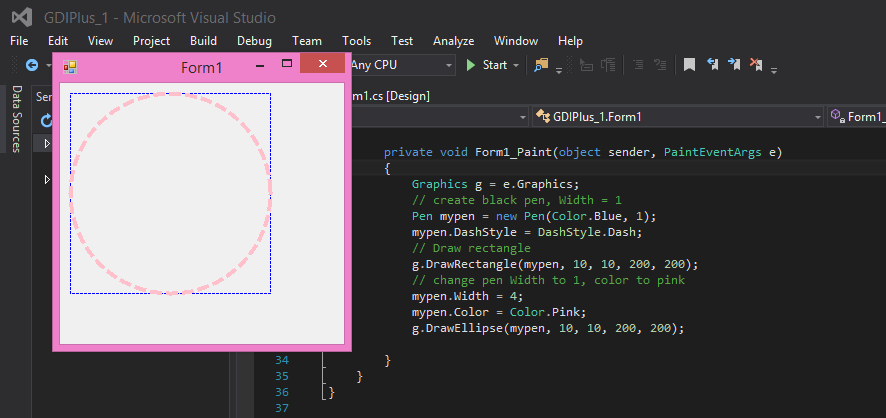 GDIPlus_1 - Microsoft Visual Studio
File Edit View Project Build Debug Team Tools Test Analyze Window Help
Form1
Any CPU
Start
Data Sources
m1.cs [Design]
GDIPlus_1.Form1
Form1_
private void Form1_Paint(object sender, PaintEventArgs e)
{
Graphics g = e.Graphics;
// create black pen, Width = 1
Pen mypen = new Pen(Color.Blue, 1);
mypen.DashStyle = DashStyle.Dash;
// Draw rectangle
g.DrawRectangle(mypen, 10, 10, 200, 200);
// change pen Width to 1, color to pink
mypen.Width = 4;
mypen.Color = Color.Pink;
g.DrawEllipse(mypen, 10, 10, 200, 200);
34 }
35 }
36 }
37